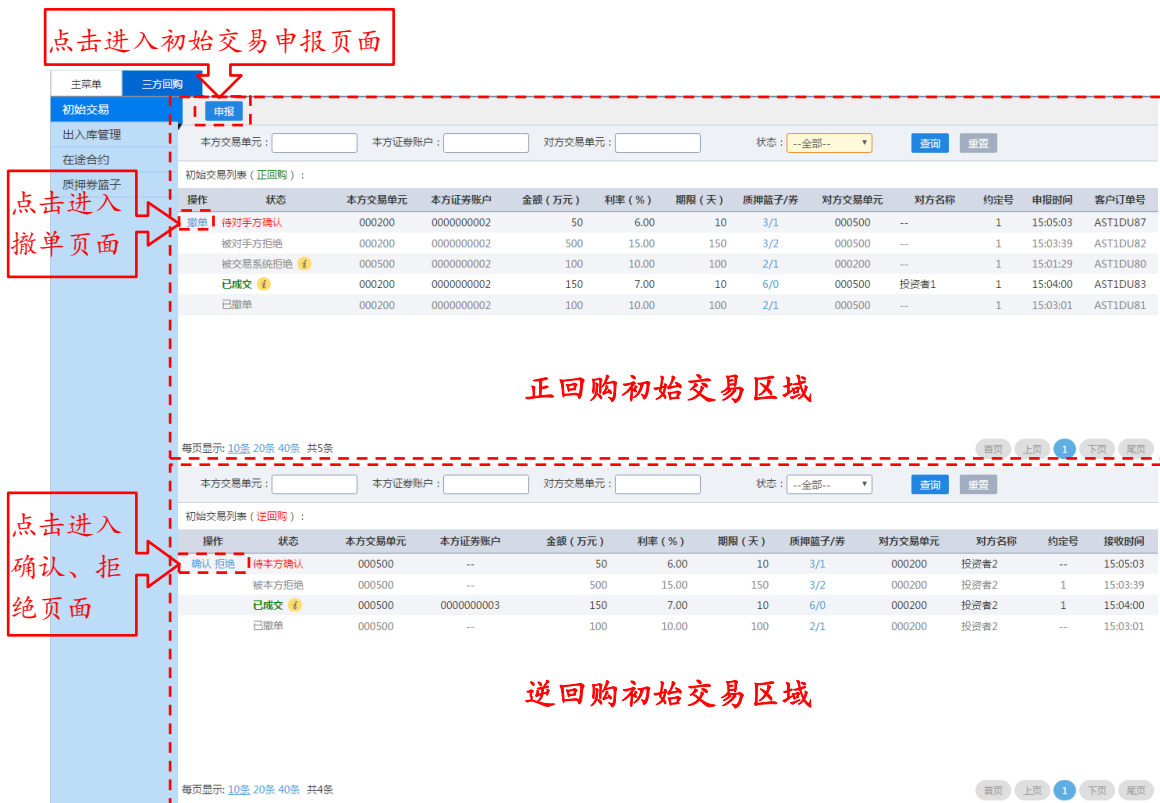 点击进入初始交易申报页面
主菜单 三方回购
初始交易
出入库管理
在途合约
质押券篮子
申报
本方交易单元： 本方证券账户： 对方交易单元： 状态： --全部-- 查询 重置
初始交易列表（正回购）：
操作 状态 本方交易单元 本方证券账户 金额（万元） 利率（%） 期限（天） 质押篮子/券 对方交易单元 对方名称 约定号 申报时间 客户订单号
撤单 待对手方确认 000200 0000000002 50 6.00 10 3/1 000500 -- 1 15:05:03 AST1DU87
被对手方拒绝 000200 0000000002 500 15.00 150 3/2 000500 -- 1 15:03:39 AST1DU82
被交易系统拒绝 i 000500 0000000002 100 10.00 100 2/1 000200 -- 1 15:01:29 AST1DU80
已成交 i 000200 0000000002 150 7.00 10 6/0 000500 投资者1 1 15:04:00 AST1DU83
已撤单 000200 0000000002 100 10.00 100 2/1 000500 -- 1 15:03:01 AST1DU81
点击进入
撤单页面
正回购初始交易区域
每页显示: 10条 20条 40条 共5条 首页 上页 1 下页 尾页
本方交易单元： 本方证券账户： 对方交易单元： 状态： --全部-- 查询 重置
初始交易列表（逆回购）：
操作 状态 本方交易单元 本方证券账户 金额（万元） 利率（%） 期限（天） 质押篮子/券 对方交易单元 对方名称 约定号 接收时间
确认 拒绝 待本方确认 000500 -- 50 6.00 10 3/1 000200 投资者2 -- 15:05:03
被本方拒绝 000500 -- 500 15.00 150 3/2 000200 投资者2 1 15:03:39
已成交 i 000500 0000000003 150 7.00 10 6/0 000200 投资者2 1 15:04:00
已撤单 000500 -- 100 10.00 100 2/1 000200 投资者2 -- 15:03:01
点击进入
确认、拒
绝页面
逆回购初始交易区域
每页显示: 10条 20条 40条 共4条 首页 上页 1 下页 尾页